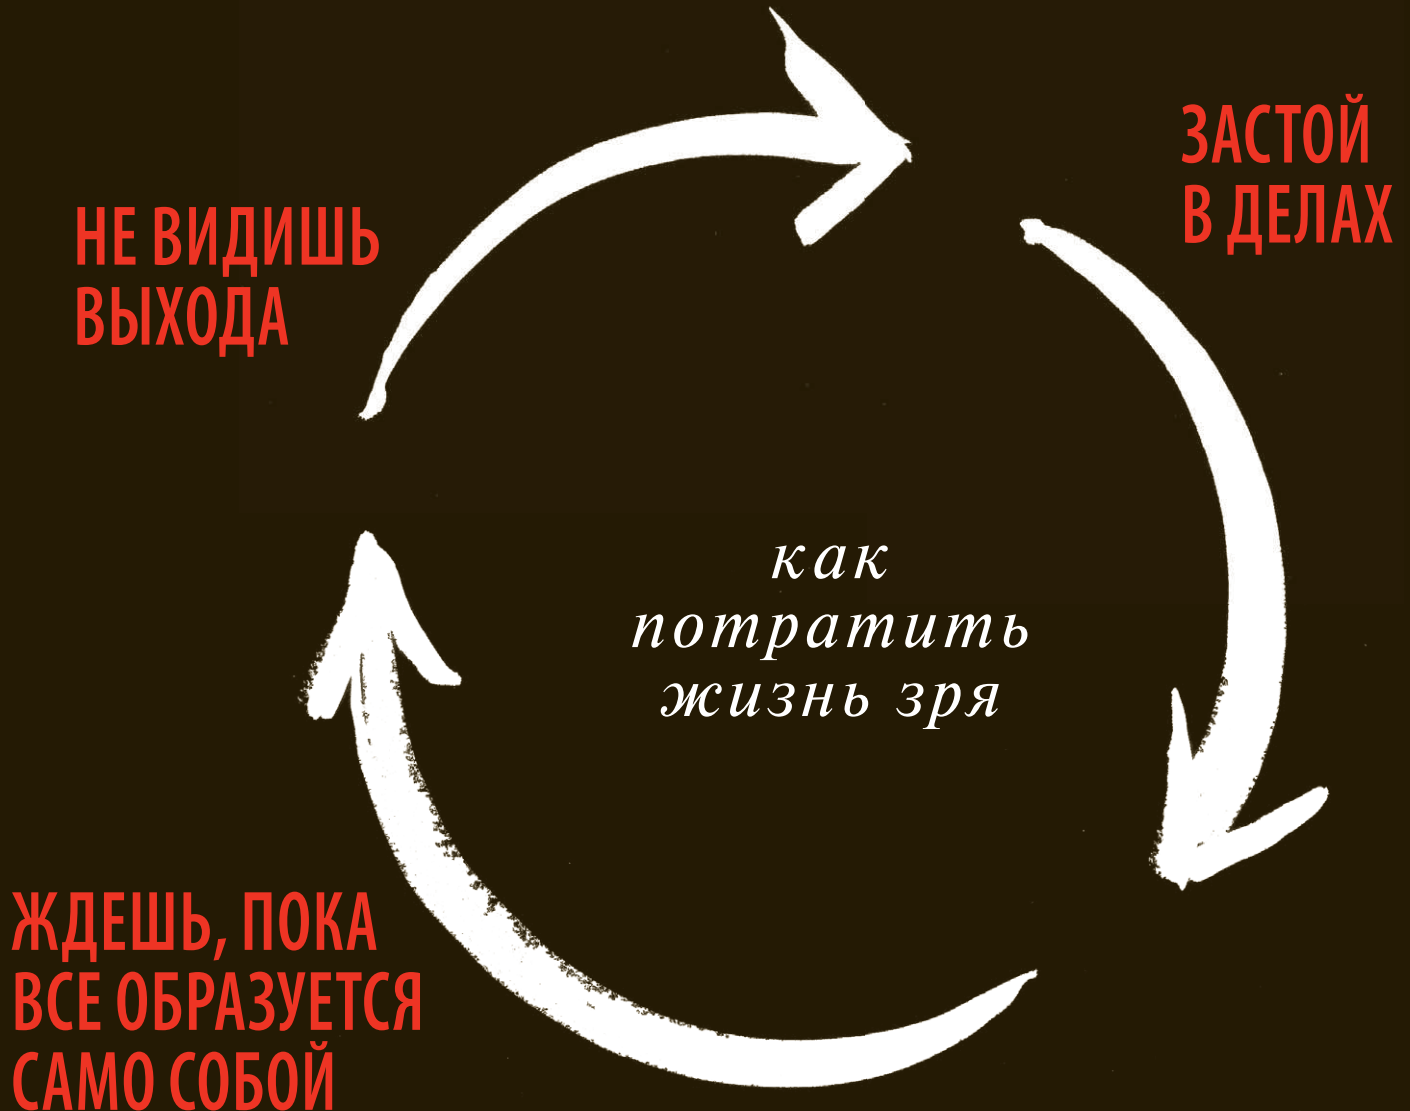 ЗАСТОЙ
В ДЕЛАХ
НЕ ВИДИШЬ
ВЫХОДА
как
потратить
жизнь зря
ЖДЕШЬ, ПОКА
ВСЕ ОБРАЗУЕТСЯ
САМО СОБОЙ